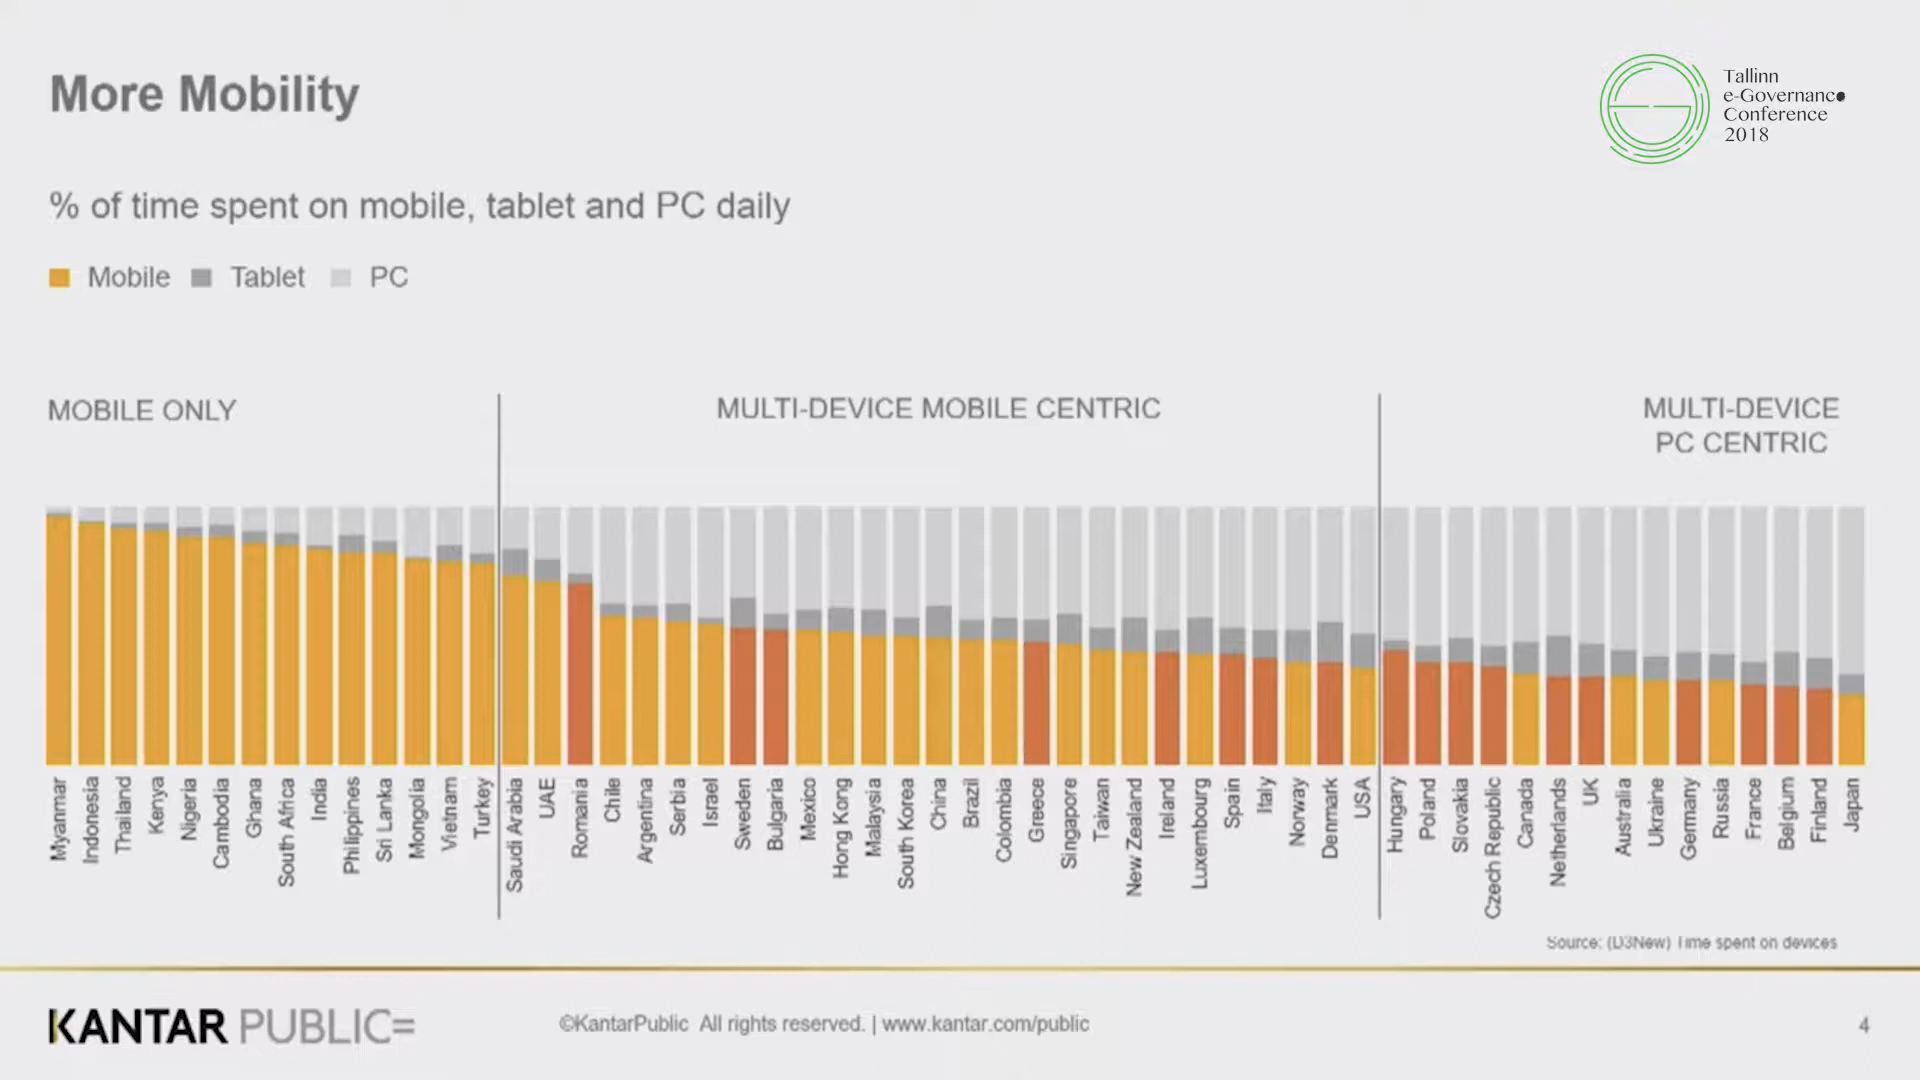 More Mobility
Tallinn
e-Governance
Conference
2018
% of time spent on mobile, tablet and PC daily
Mobile Tablet PC
MOBILE ONLY
MULTI-DEVICE MOBILE CENTRIC
MULTI-DEVICE
PC CENTRIC
Myanmar
Indonesia
Thailand
Kenya
Nigeria
Cambodia
Ghana
South Africa
India
Philippines
Sri Lanka
Mongolia
Vietnam
Turkey
Saudi Arabia
UAE
Romania
Chile
Argentina
Serbia
Israel
Sweden
Bulgaria
Mexico
Hong Kong
Malaysia
South Korea
China
Brazil
Colombia
Greece
Singapore
Taiwan
New Zealand
Ireland
Luxembourg
Spain
Italy
Norway
Denmark
USA
Hungary
Poland
Slovakia
Czech Republic
Canada
Netherlands
UK
Australia
Ukraine
Germany
Russia
France
Belgium
Finland
Japan
Source: (D3New) Time spent on devices
KANTAR PUBLIC=
©KantarPublic All rights reserved. | www.kantar.com/public
4